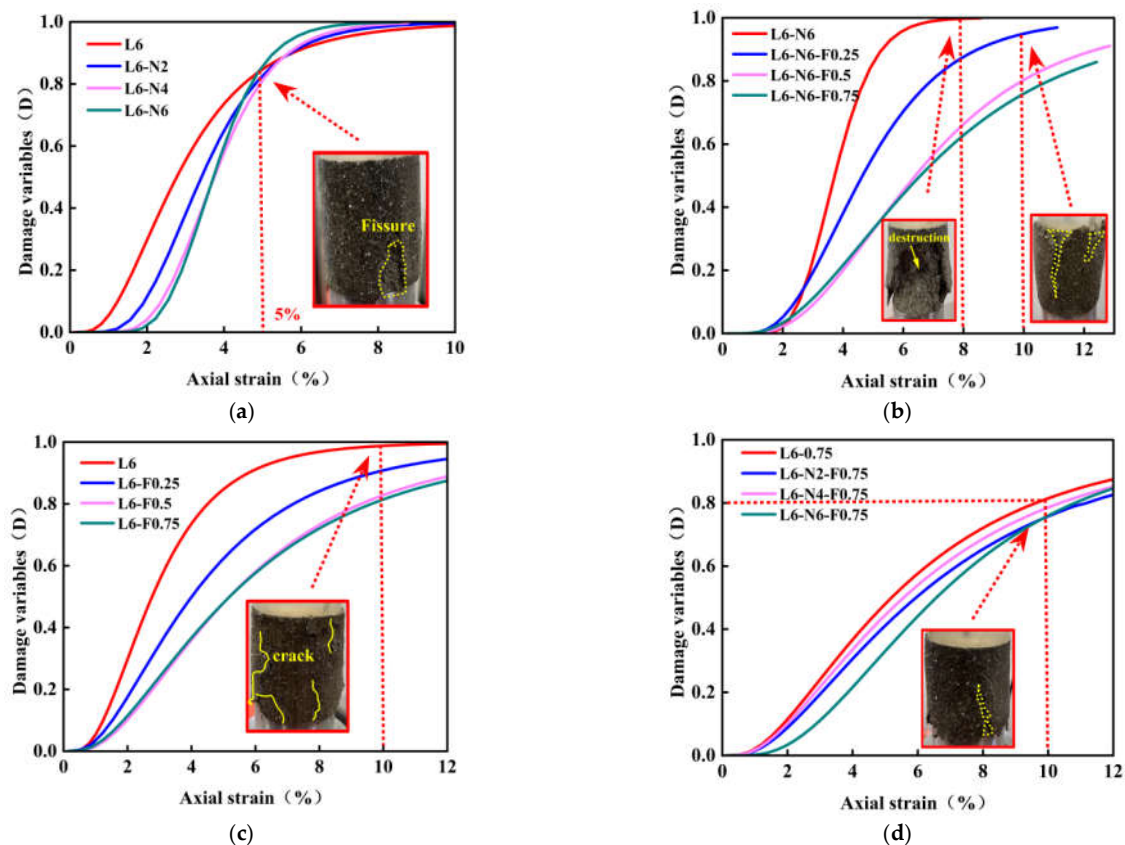 1.0
0.8
0.6
0.4
0.2
0.0
Damage variables（D）
L6
L6-N2
L6-N4
L6-N6
Fissure
5%
0 2 4 6 8 10
Axial strain（%）
(a)
1.0
0.8
0.6
0.4
0.2
0.0
Damage variables（D）
L6-N6
L6-N6-F0.25
L6-N6-F0.5
L6-N6-F0.75
destruction
0 2 4 6 8 10 12
Axial strain（%）
(b)
1.0
0.8
0.6
0.4
0.2
0.0
Damage variables（D）
L6
L6-F0.25
L6-F0.5
L6-F0.75
crack
0 2 4 6 8 10 12
Axial strain（%）
(c)
1.0
0.8
0.6
0.4
0.2
0.0
Damage variables（D）
L6-0.75
L6-N2-F0.75
L6-N4-F0.75
L6-N6-F0.75
0 2 4 6 8 10 12
Axial strain（%）
(d)